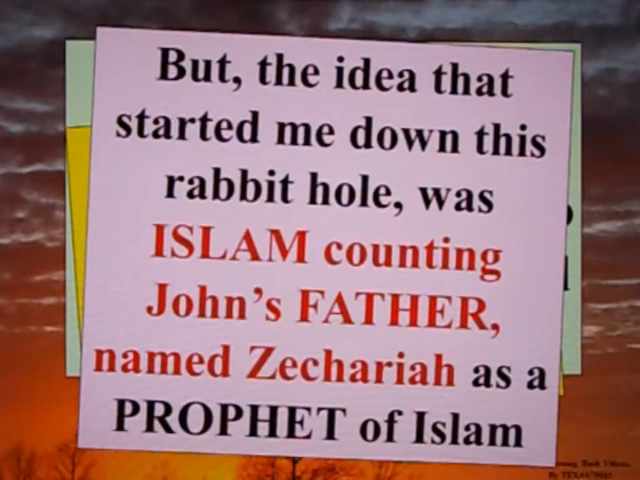 But, the idea that
started me down this
rabbit hole, was
ISLAM counting
John's FATHER,
named Zechariah as a
PROPHET of Islam